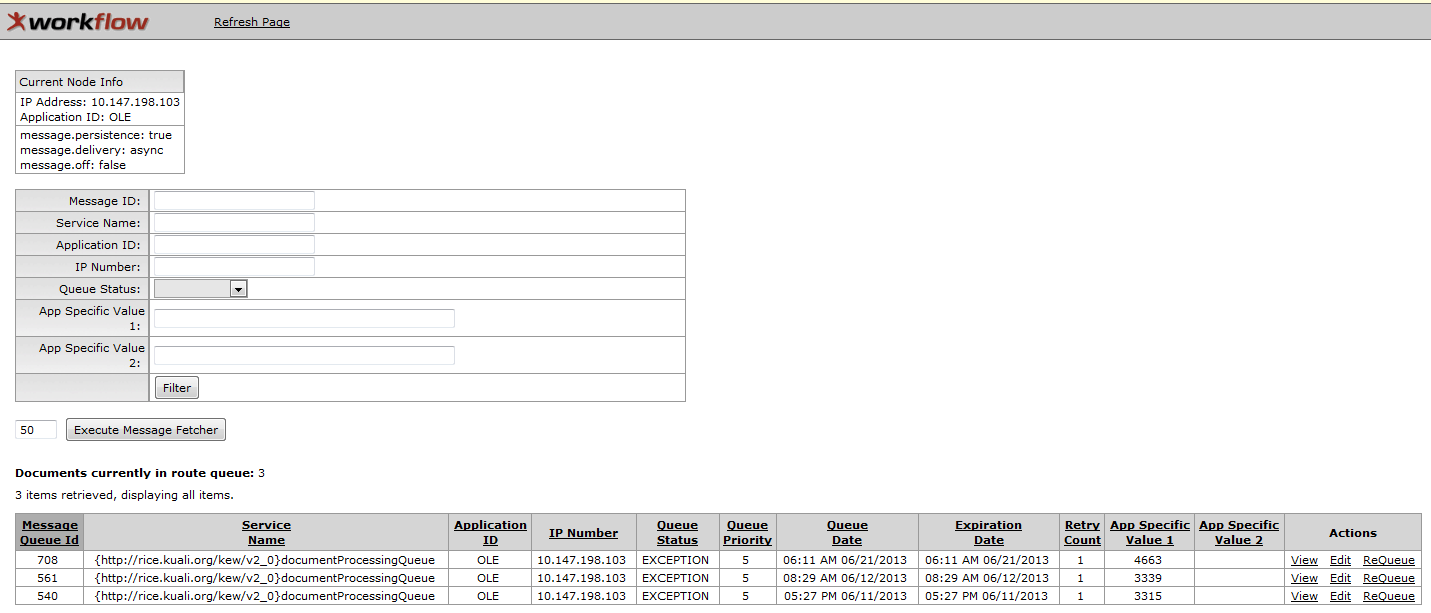 workflow Refresh Page
Current Node Info
IP Address: 10.147.198.103
Application ID: OLE
message.persistence: true
message.delivery: async
message.off: false
Message ID:
Service Name:
Application ID:
IP Number:
Queue Status:
App Specific Value
1:
App Specific Value
2:
Filter
50 Execute Message Fetcher
Documents currently in route queue: 3
3 items retrieved, displaying all items.
Message Queue Id Service Name Application ID IP Number Queue Status Queue Priority Queue Date Expiration Date Retry Count App Specific Value 1 App Specific Value 2 Actions
708 {http://rice.kuali.org/kew/v2_0}documentProcessingQueue OLE 10.147.198.103 EXCEPTION 5 06:11 AM 06/21/2013 06:11 AM 06/21/2013 1 4663 View Edit ReQueue
561 {http://rice.kuali.org/kew/v2_0}documentProcessingQueue OLE 10.147.198.103 EXCEPTION 5 08:29 AM 06/12/2013 08:29 AM 06/12/2013 1 3339 View Edit ReQueue
540 {http://rice.kuali.org/kew/v2_0}documentProcessingQueue OLE 10.147.198.103 EXCEPTION 5 05:27 PM 06/11/2013 05:27 PM 06/11/2013 1 3315 View Edit ReQueue